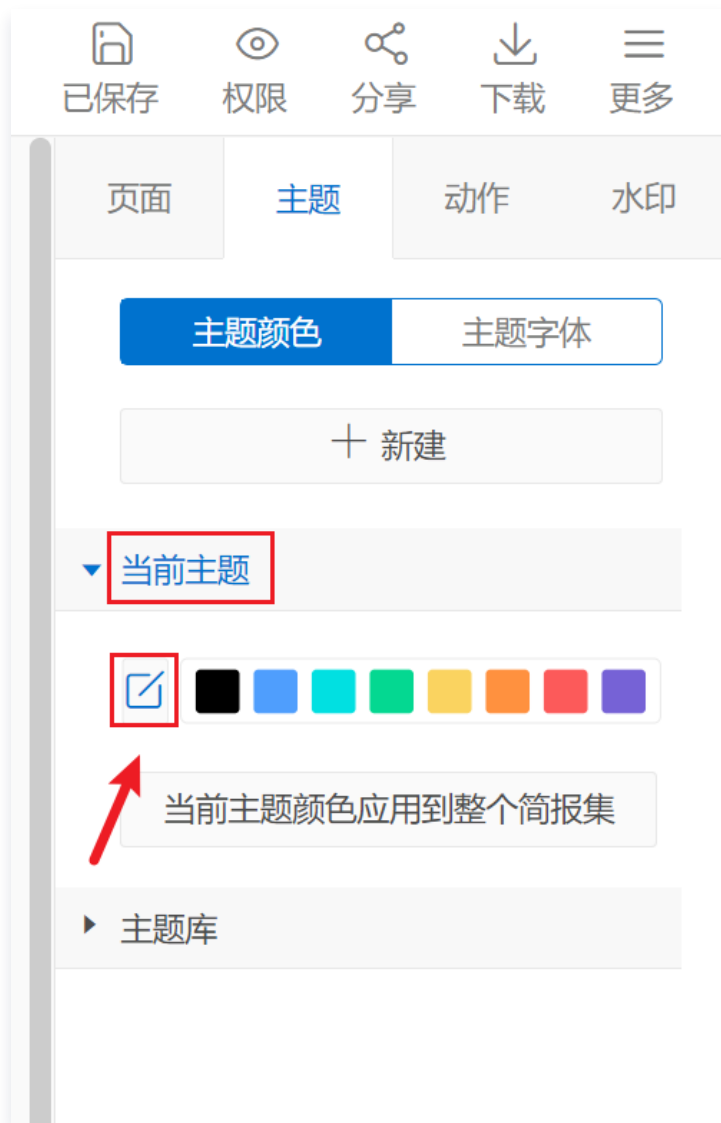 已保存 权限 分享 下载 更多
页面 主题 动作 水印
主题颜色 主题字体
新建
当前主题
当前主题颜色应用到整个简报集
主题库